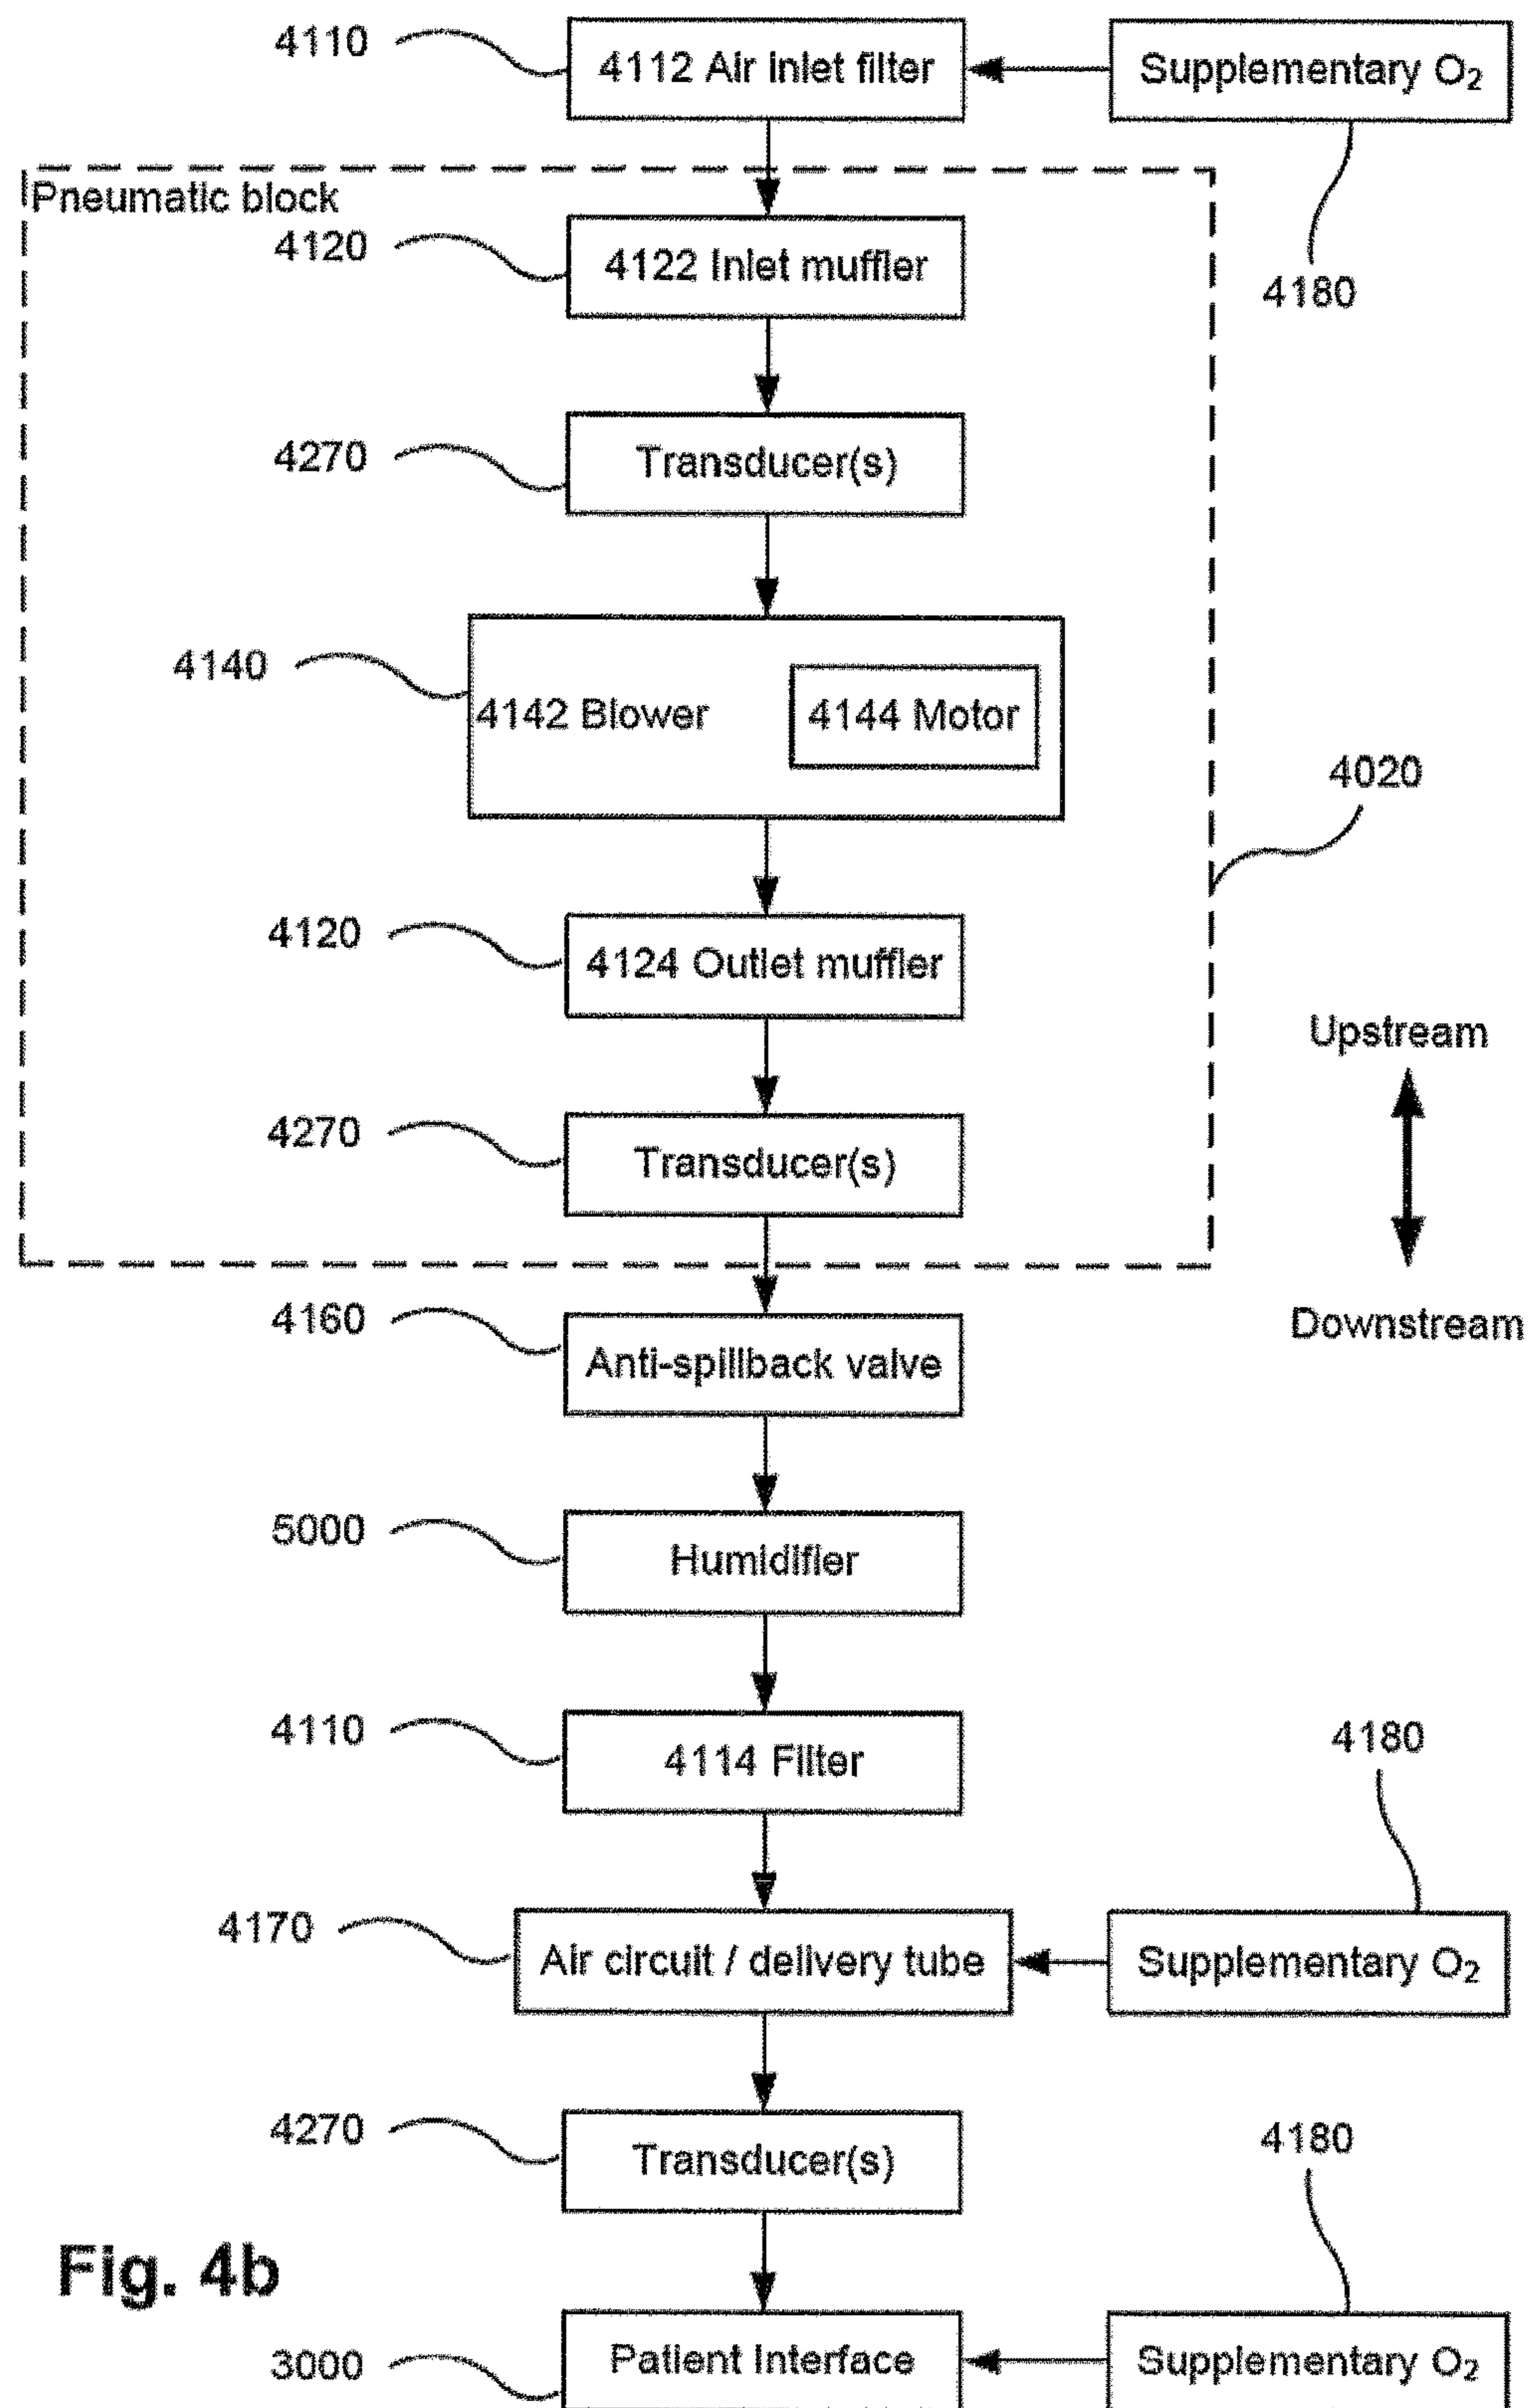 4110
4112 Air inlet filter
Supplementary O₂
Pneumatic block
4120
4122 Inlet muffler
4180
4270
Transducer(s)
4140
4142 Blower
4144 Motor
4020
4120
4124 Outlet muffler
Upstream
4270
Transducer(s)
4160
Anti-spillback valve
Downstream
5000
Humidifier
4110
4114 Filter
4180
4170
Air circuit / delivery tube
Supplementary O₂
4270
Transducer(s)
4180
Fig. 4b
3000
Patient Interface
Supplementary O₂